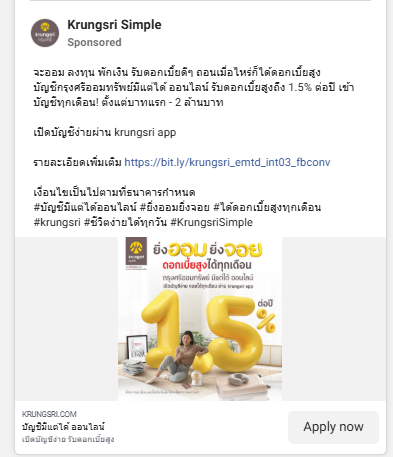 Krungsri Simple
Sponsored
จะออม ลงทุน พักเงิน รับดอกเบี้ยดีๆ ถอนเมื่อไหร่ก็ได้ดอกเบี้ยสูง
บัญชีกรุงศรีออมทรัพย์มีแต่ได้ ออนไลน์ รับดอกเบี้ยสูงถึง 1.5% ต่อปี เข้า
บัญชีทุกเดือน! ตั้งแต่บาทแรก - 2 ล้านบาท
เปิดบัญชีง่ายผ่าน krungsri app
รายละเอียดเพิ่มเติม https://bit.ly/krungsri_emtd_int03_fbconv
เงื่อนไขเป็นไปตามที่ธนาคารกำหนด
#บัญชีมีแต่ได้ออนไลน์ #ยิ่งออมยิ่งจอย #ได้ดอกเบี้ยสูงทุกเดือน
#krungsri #ชีวิตง่ายได้ทุกวัน #KrungsriSimple
krungsri
กรุงศรี
ยิ่งออมยิ่งจอย
ดอกเบี้ยสูงได้ทุกเดือน
กรุงศรีออมทรัพย์ มีแต่ได้ ออนไลน์
เปิดบัญชีง่าย ดอกได้ทุกเดือน ผ่าน krungsri app
1.5%
ต่อปี
KRUNGSRI.COM
บัญชีมีแต่ได้ ออนไลน์
เปิดบัญชีง่าย รับดอกเบี้ยสูง
Apply now